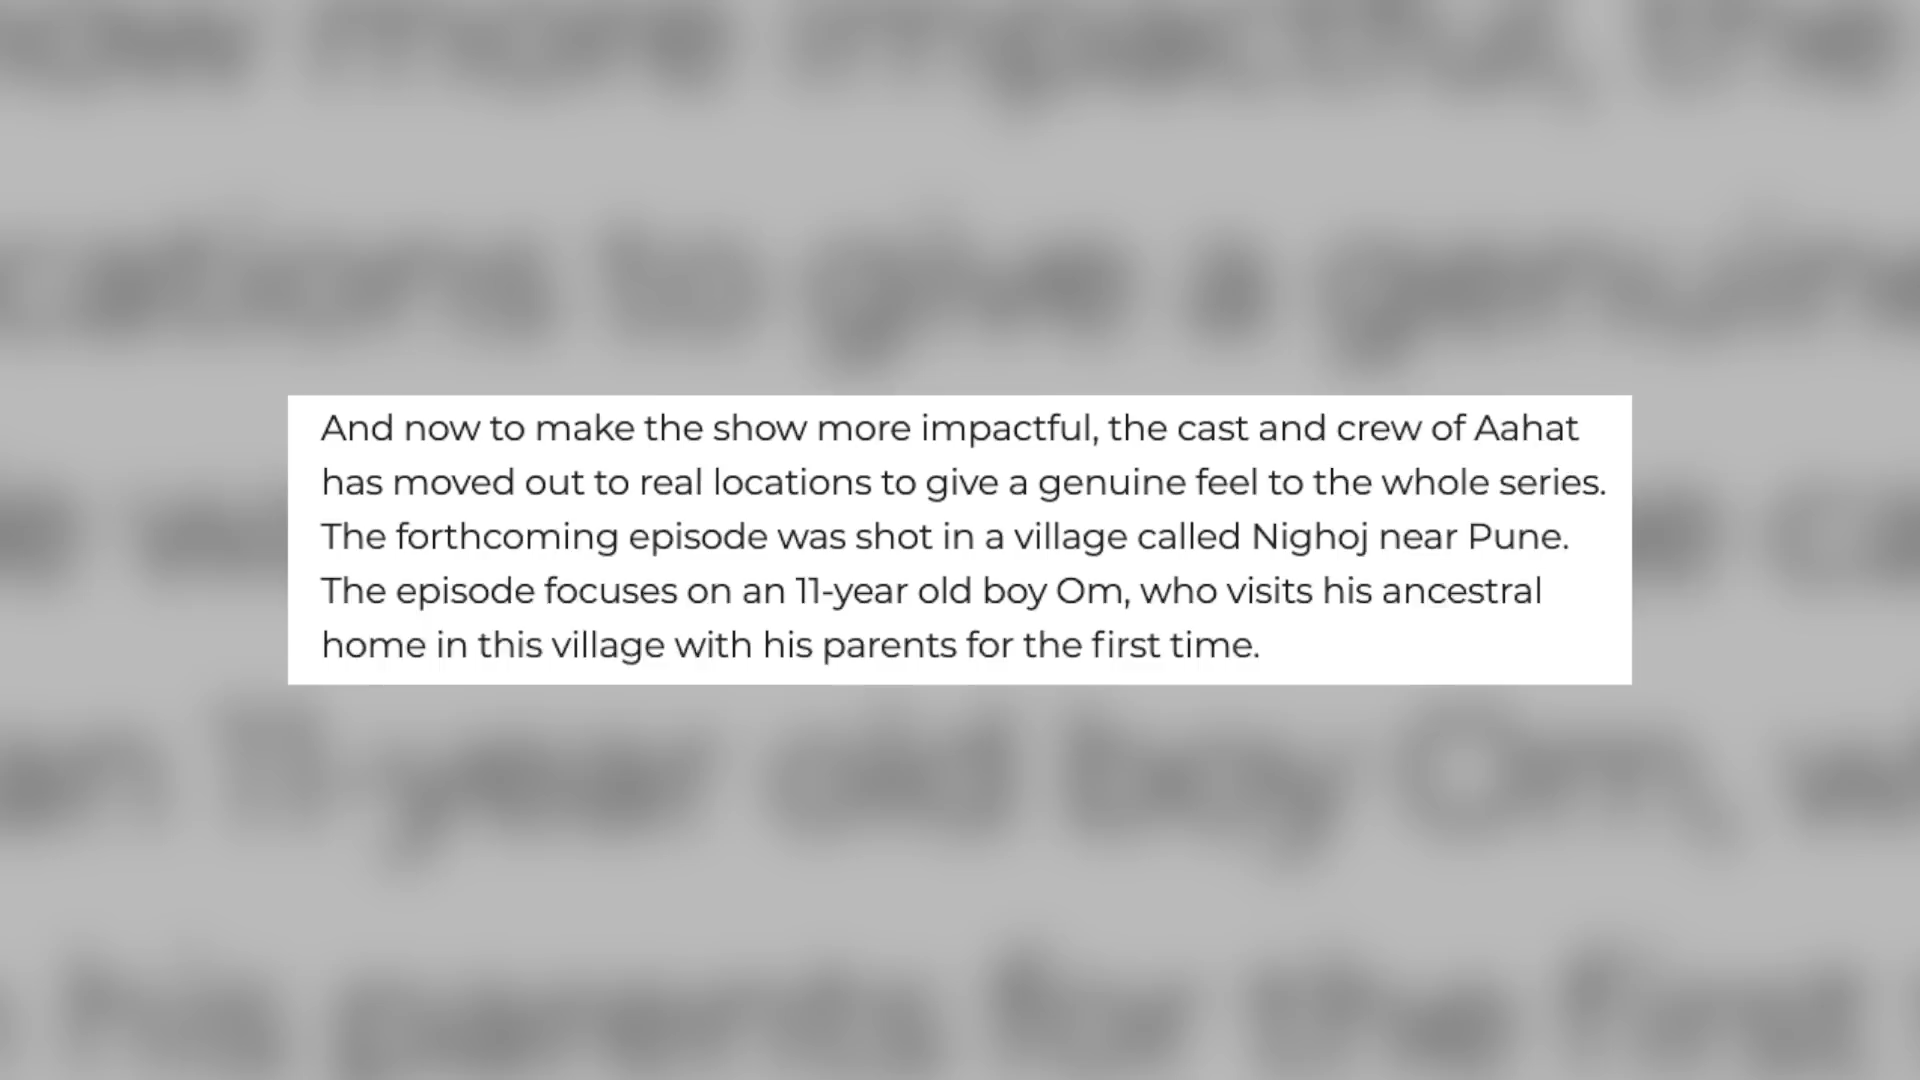 And now to make the show more impactful, the cast and crew of Aahat
has moved out to real locations to give a genuine feel to the whole series.
The forthcoming episode was shot in a village called Nighoj near Pune.
The episode focuses on an 11-year old boy Om, who visits his ancestral
home in this village with his parents for the first time.